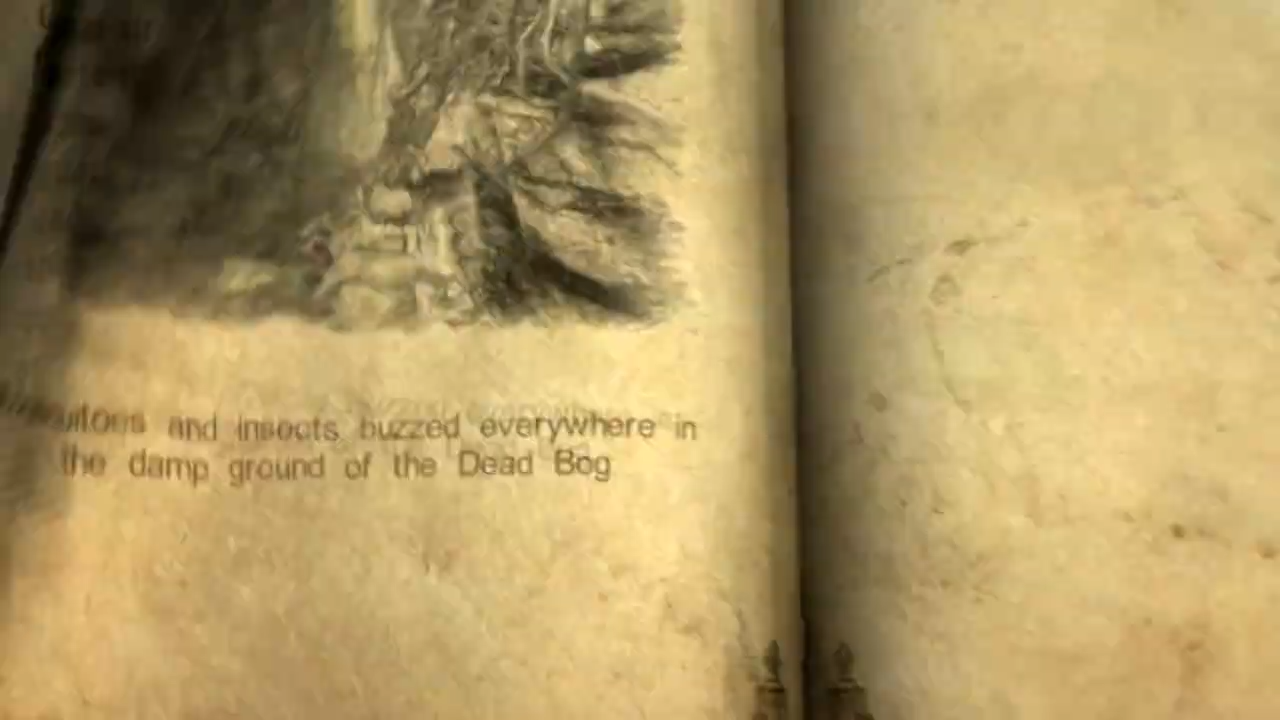 and insects buzzed everywhere in
the damp ground of the Dead Bog